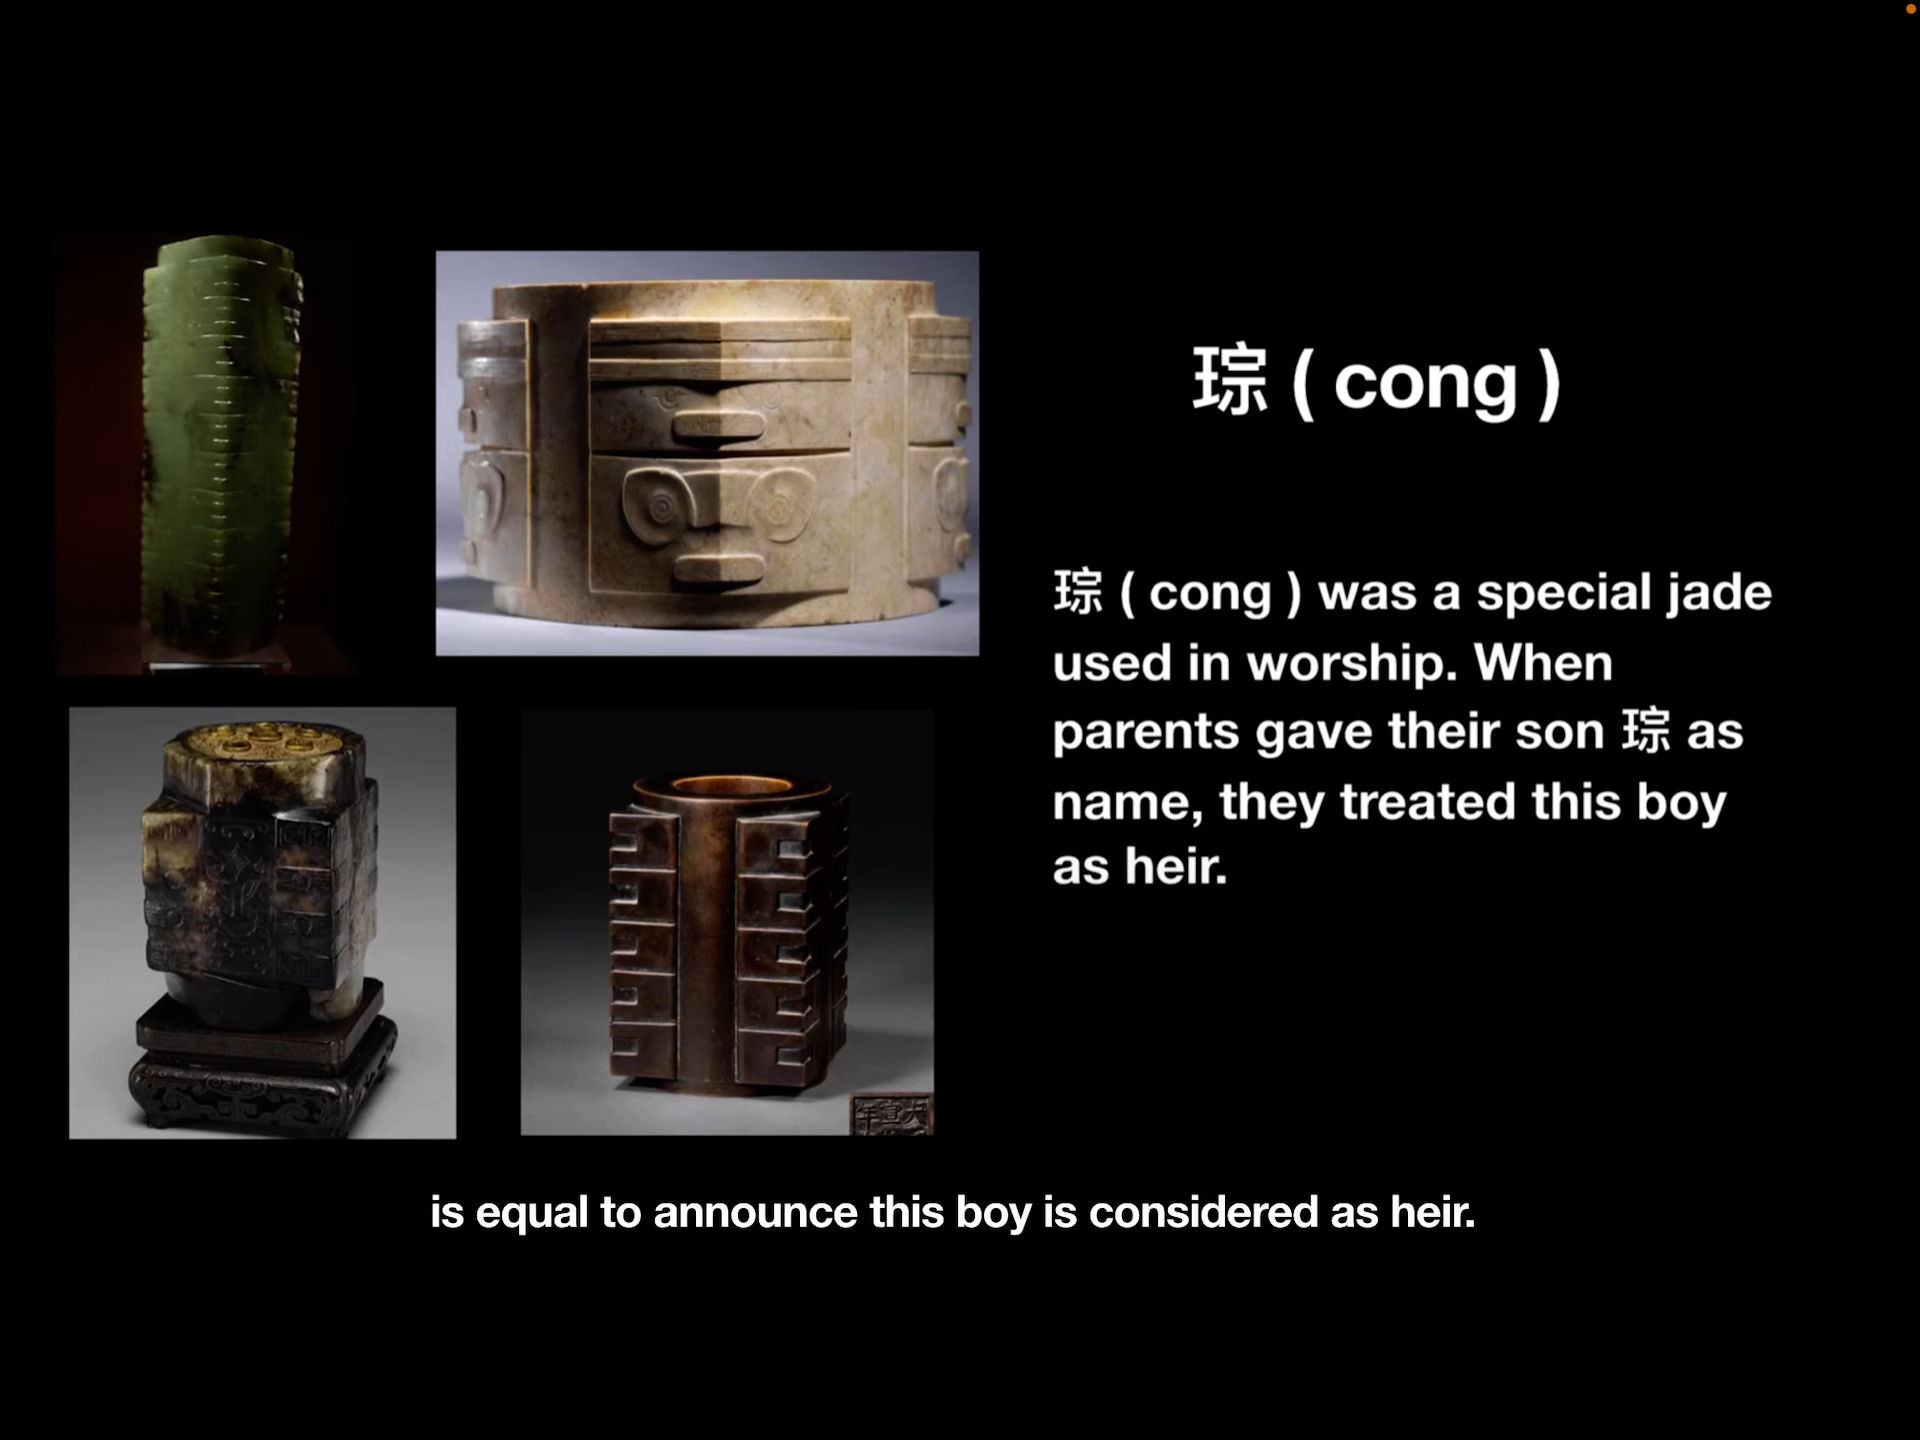 琮 ( cong )
琮 ( cong ) was a special jade
used in worship. When
parents gave their son 琮 as
name, they treated this boy
as heir.
is equal to announce this boy is considered as heir.